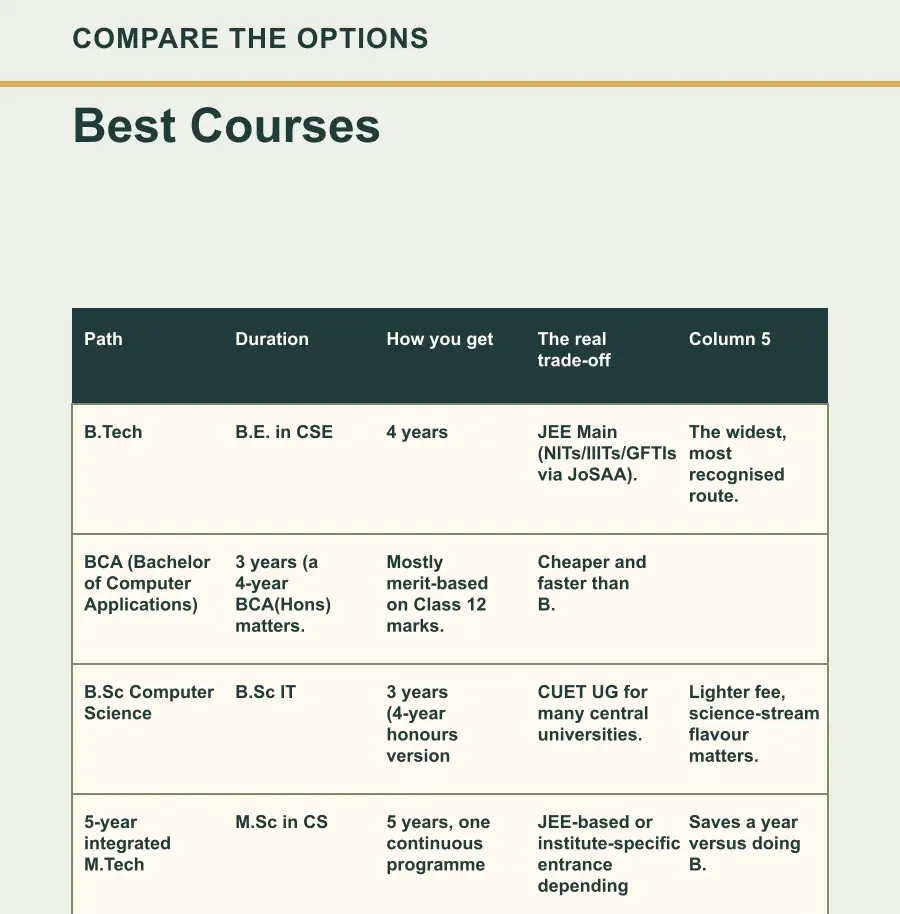 COMPARE THE OPTIONS
Best Courses
Path
Duration
How you get
The real
trade-off
Column 5
B.Tech
B.E. in CSE
4 years
JEE Main
(NITs/IIITs/GFTIs
via JoSAA).
The widest,
most
recognised
route.
BCA (Bachelor
of Computer
Applications)
3 years (a
4-year
BCA(Hons)
matters.
Mostly
merit-based
on Class 12
marks.
Cheaper and
faster than
B.
B.Sc Computer
Science
B.Sc IT
3 years
(4-year
honours
version
CUET UG for
many central
universities.
Lighter fee,
science-stream
flavour
matters.
5-year
integrated
M.Tech
M.Sc in CS
5 years, one
continuous
programme
JEE-based or
institute-specific
entrance
depending
Saves a year
versus doing
B.